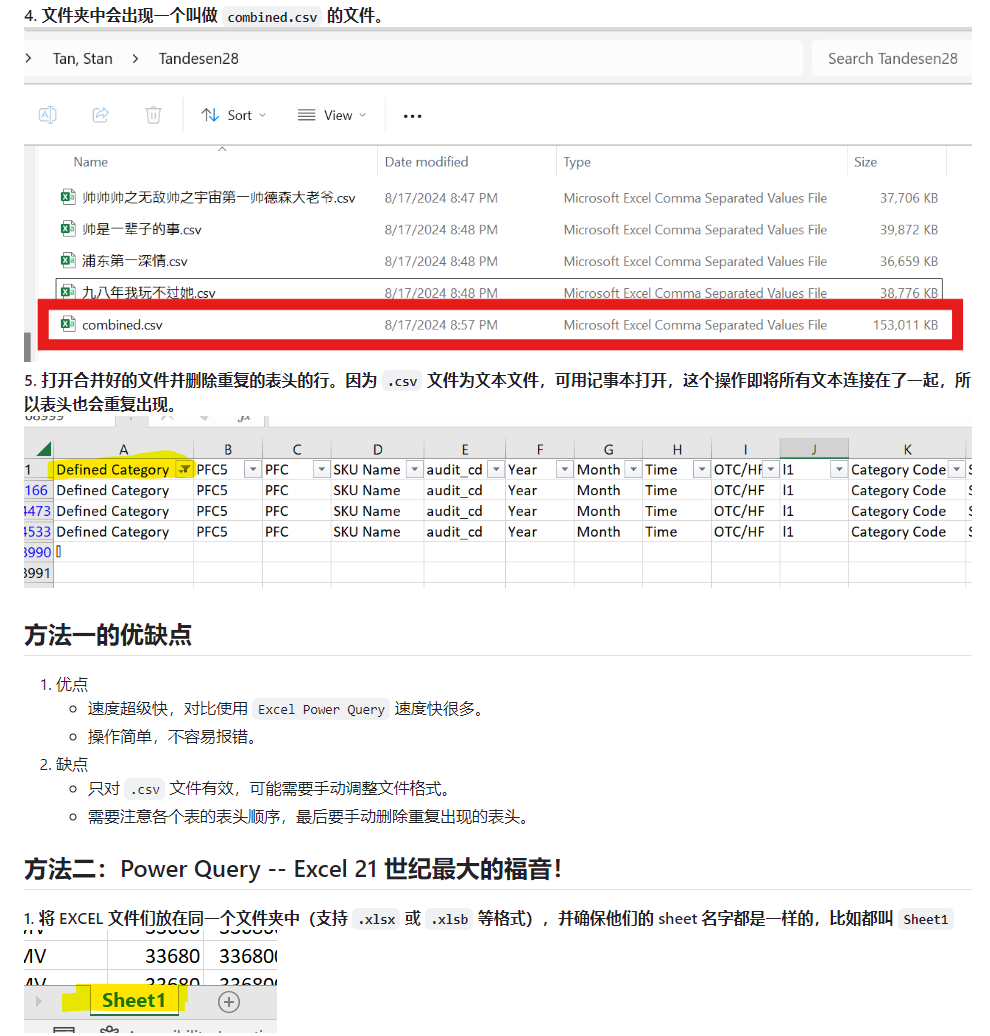 4. 文件夹中会出现一个叫做 combined.csv 的文件。
Tan, Stan > Tandesen28
Search Tandesen28
Sort
View
Name Date modified Type Size
帅帅帅之无敌帅之宇宙第一帅德森大老爷.csv 8/17/2024 8:47 PM Microsoft Excel Comma Separated Values File 37,706 KB
帅是一辈子的事.csv 8/17/2024 8:48 PM Microsoft Excel Comma Separated Values File 39,872 KB
浦东第一深情.csv 8/17/2024 8:48 PM Microsoft Excel Comma Separated Values File 36,659 KB
九八年我玩不过她.csv 8/17/2024 8:48 PM Microsoft Excel Comma Separated Values File 38,776 KB
combined.csv 8/17/2024 8:57 PM Microsoft Excel Comma Separated Values File 153,011 KB
5. 打开合并好的文件并删除重复的表头的行。因为 .csv 文件为文本文件，可用记事本打开，这个操作即将所有文本连接在了一起，所
以表头也会重复出现。
A B C D E F G H I J K
1 Defined Category PFC5 PFC SKU Name audit_cd Year Month Time OTC/HF l1 Category Code
166 Defined Category PFC5 PFC SKU Name audit_cd Year Month Time OTC/HF l1 Category Code
4473 Defined Category PFC5 PFC SKU Name audit_cd Year Month Time OTC/HF l1 Category Code
4533 Defined Category PFC5 PFC SKU Name audit_cd Year Month Time OTC/HF l1 Category Code
3990
3991
方法一的优缺点
1. 优点
速度超级快，对比使用 Excel Power Query 速度快很多。
操作简单，不容易报错。
2. 缺点
只对 .csv 文件有效，可能需要手动调整文件格式。
需要注意各个表的表头顺序，最后要手动删除重复出现的表头。
方法二：Power Query -- Excel 21 世纪最大的福音！
1. 将 EXCEL 文件们放在同一个文件夹中（支持 .xlsx 或 .xlsb 等格式），并确保他们的 sheet 名字都是一样的，比如都叫 Sheet1
MV 33680
Sheet1